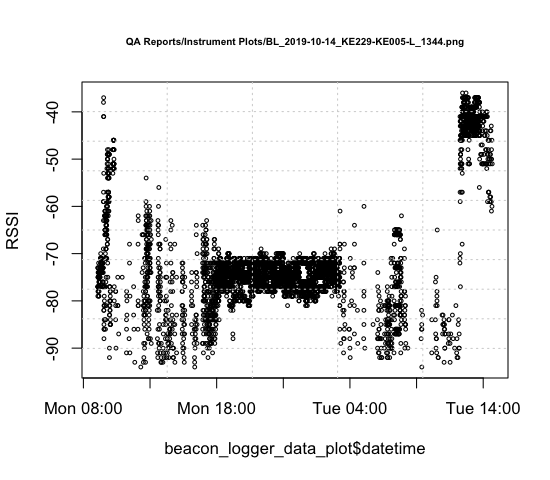 QA Reports/Instrument Plots/BL_2019-10-14_KE229-KE005-L_1344.png
RSSI
-40
-50
-60
-70
-80
-90
Mon 08:00 Mon 18:00 Tue 04:00 Tue 14:00
beacon_logger_data_plot$datetime